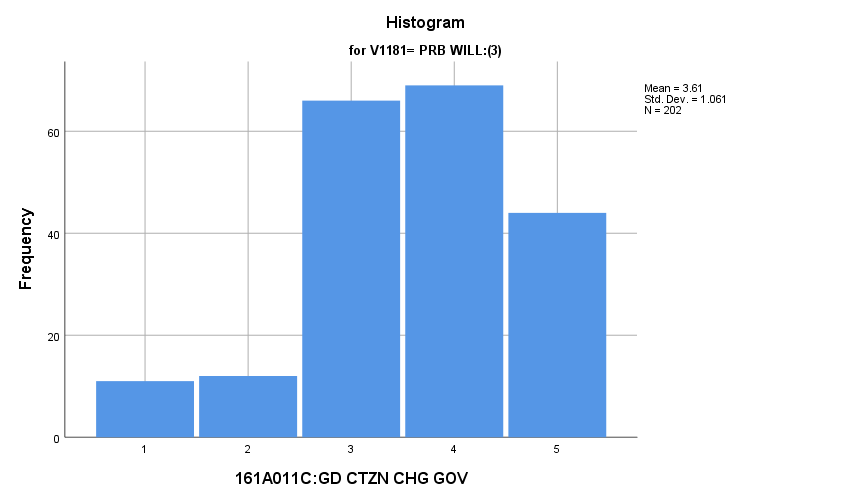 Histogram
for V1181= PRB WILL:(3)
Mean = 3.61
Std. Dev. = 1.061
N = 202
Frequency
60
40
20
0
1 2 3 4 5
161A011C:GD CTZN CHG GOV